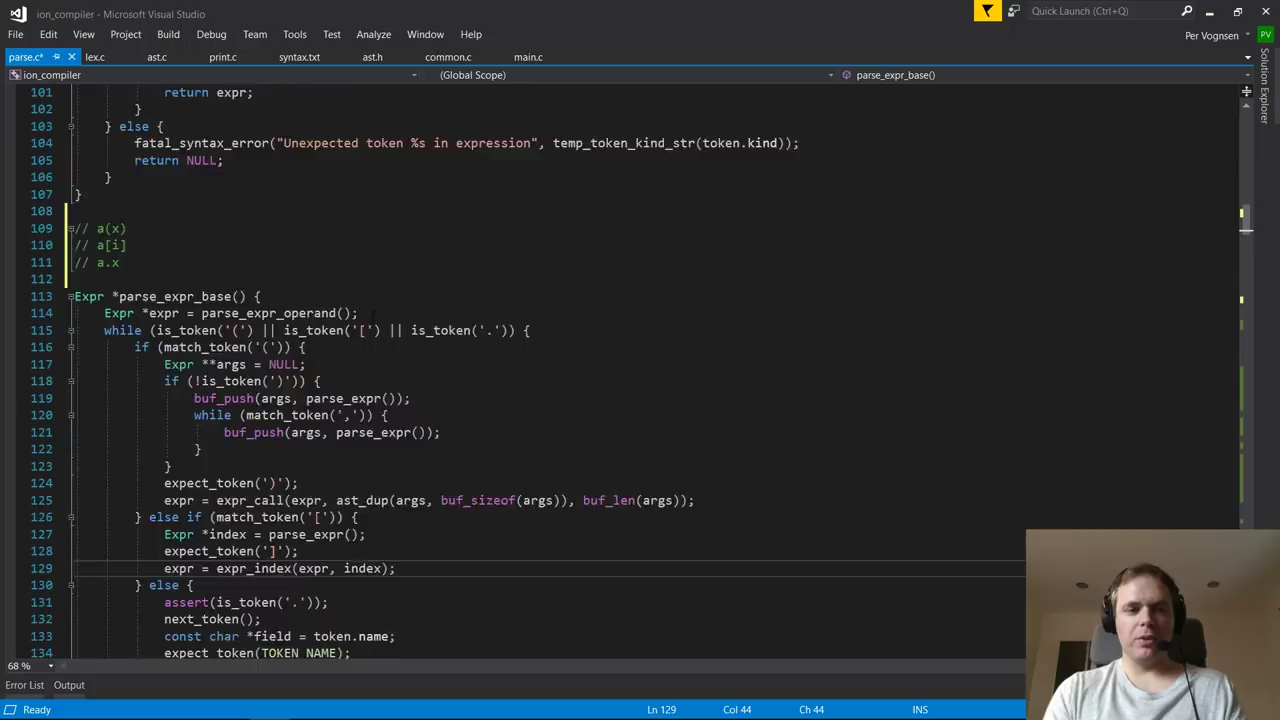 ion_compiler - Microsoft Visual Studio
Quick Launch (Ctrl+Q)
File Edit View Project Build Debug Team Tools Test Analyze Window Help
Per Vognsen PV
parse.c* lex.c ast.c print.c syntax.txt ast.h common.c main.c
ion_compiler (Global Scope) parse_expr_base()
Solution Explorer
101 return expr;
102 }
103 } else {
104 fatal_syntax_error("Unexpected token %s in expression", temp_token_kind_str(token.kind));
105 return NULL;
106 }
107 }
108
109 // a(x)
110 // a[i]
111 // a.x
112
113 Expr *parse_expr_base() {
114 Expr *expr = parse_expr_operand();
115 while (is_token('(') || is_token('[') || is_token('.')) {
116 if (match_token('(')) {
117 Expr **args = NULL;
118 if (!is_token(')')) {
119 buf_push(args, parse_expr());
120 while (match_token(',')) {
121 buf_push(args, parse_expr());
122 }
123 }
124 expect_token(')');
125 expr = expr_call(expr, ast_dup(args, buf_sizeof(args)), buf_len(args));
126 } else if (match_token('[')) {
127 Expr *index = parse_expr();
128 expect_token(']');
129 expr = expr_index(expr, index);
130 } else {
131 assert(is_token('.'));
132 next_token();
133 const char *field = token.name;
134 expect_token(TOKEN_NAME);
68 %
Error List Output
Ready Ln 129 Col 44 Ch 44 INS